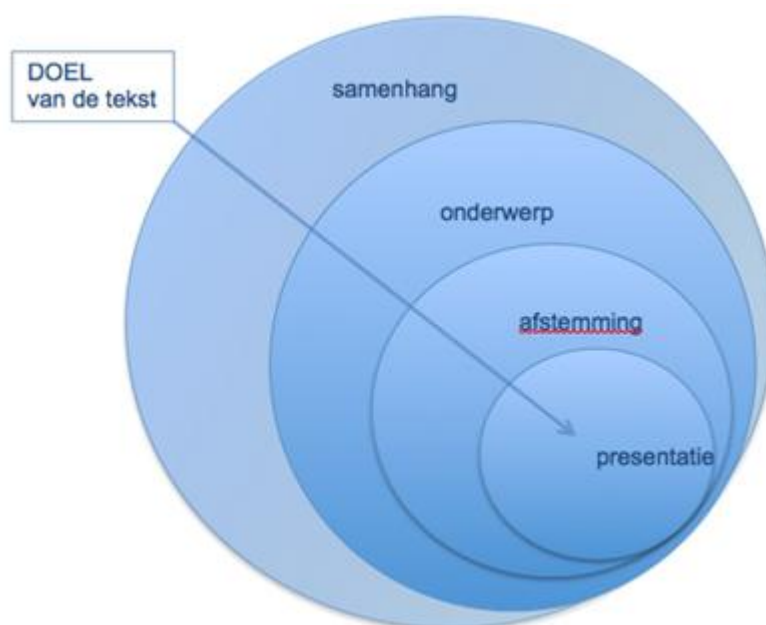 DOEL
van de tekst
samenhang
onderwerp
afstemming
presentatie